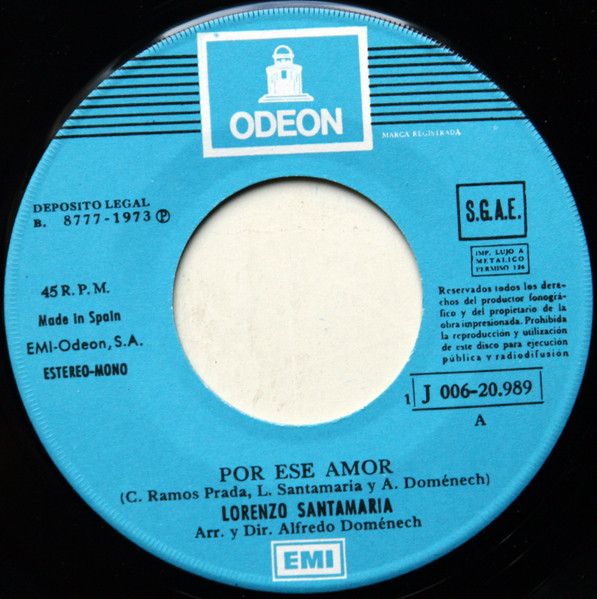 ODEON
MARCA REGISTRADA
DEPOSITO LEGAL
B. 8777-1973 Ⓟ
S.G.A.E.
IMP. LUJO A
METALICO
PERMISO 126
45 R. P. M.
Made in Spain
EMI-Odeon, S.A.
ESTEREO-MONO
Reservados todos los dere-
chos del productor fonográ-
fico y del propietario de la
obra impresionada. Prohibida
la reproducción y utilización
de este disco para ejecución
pública y radiodifusión
1 J 006-20.989
A
POR ESE AMOR
(C. Ramos Prada, L. Santamaria y A. Doménech)
LORENZO SANTAMARIA
Arr. y Dir. Alfredo Doménech
EMI